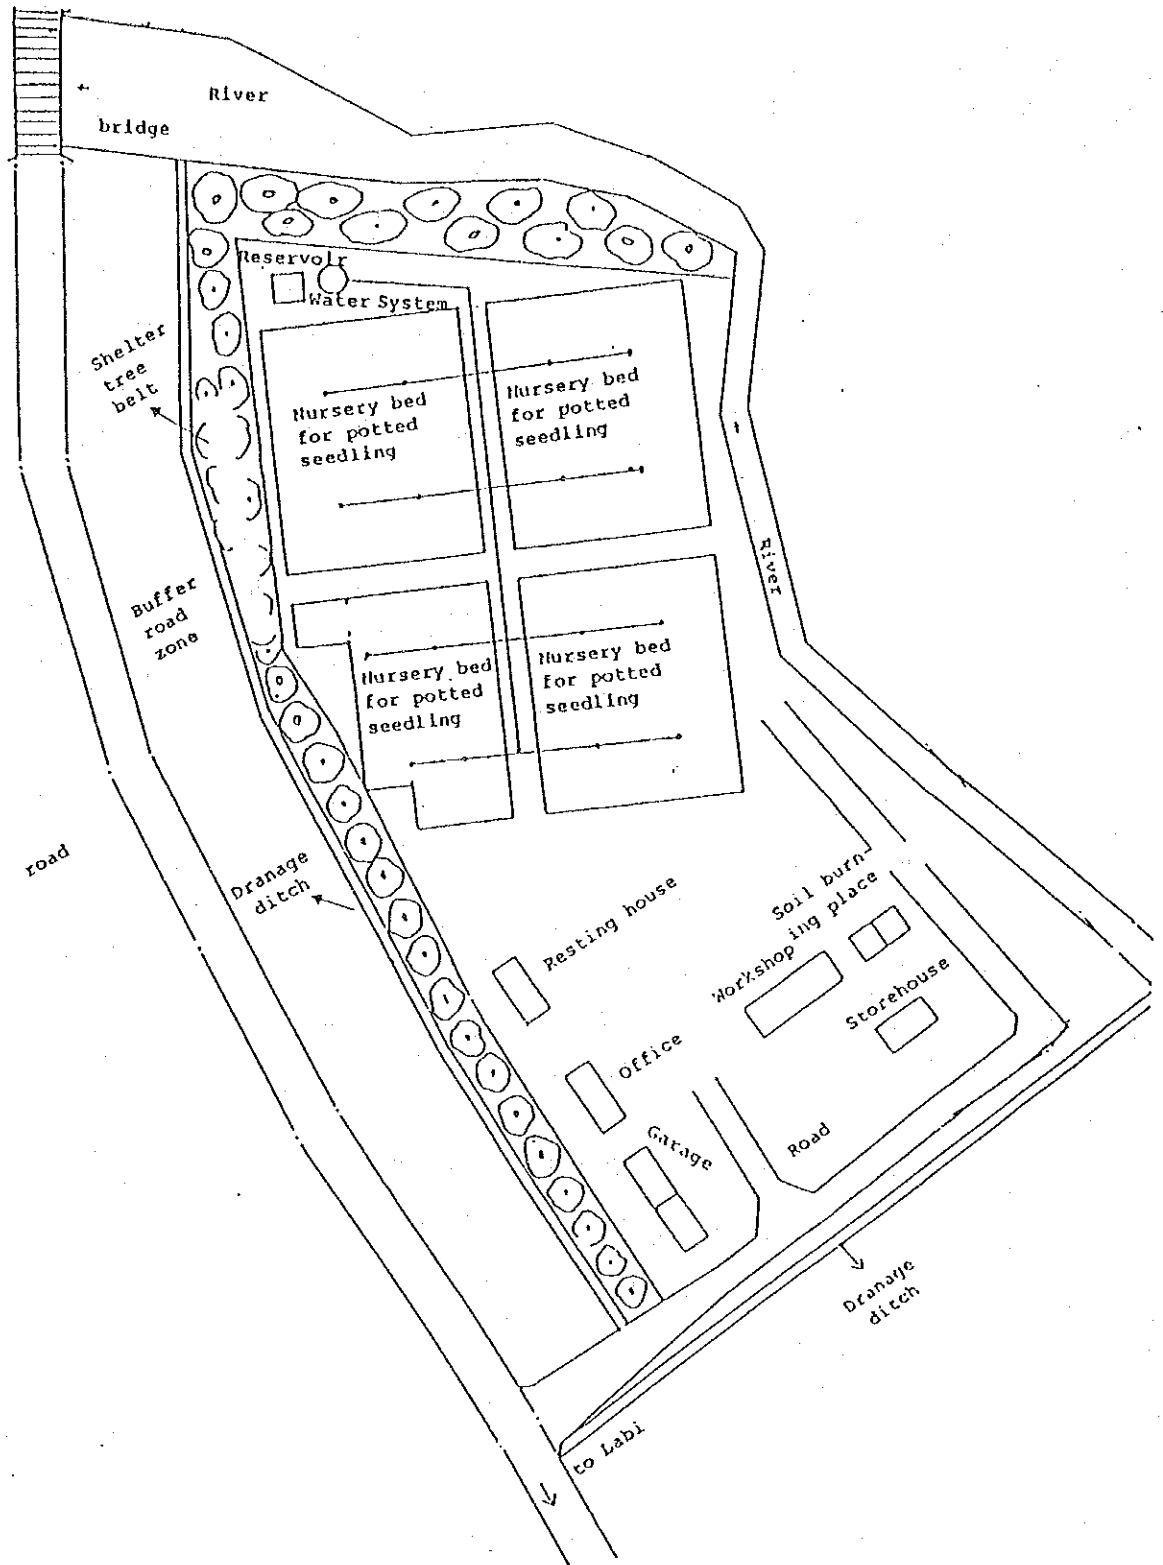 River
bridge
Reservoir
Water System
Shelter
tree
belt
Nursery bed
for potted
seedling
Nursery bed
for potted
seedling
River
Buffer
road
zone
Nursery bed
for potted
seedling
Nursery bed
for potted
seedling
road
Dranage
ditch
Resting house
Soil burn-
ing place
Workshop
Storehouse
Office
Garage
Road
Dranage
ditch
to Labi